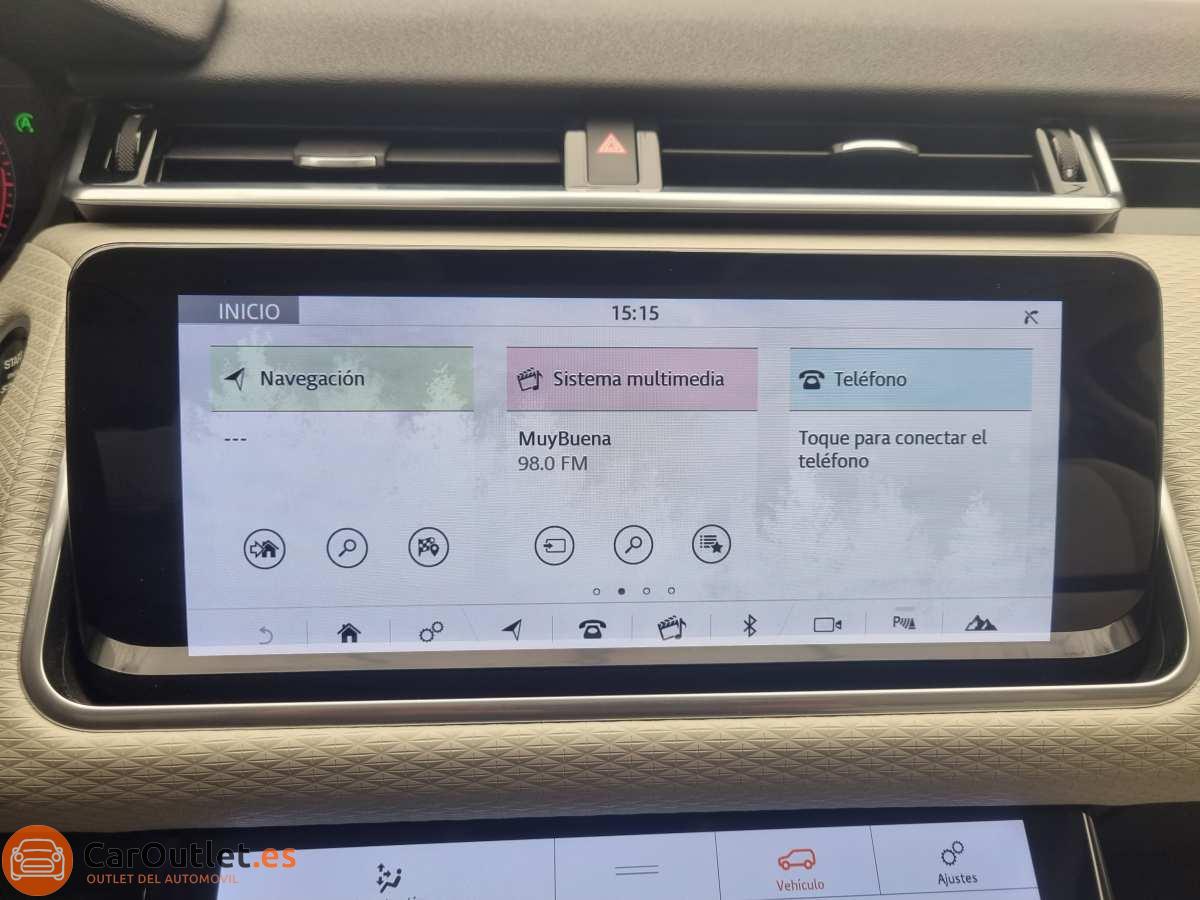 INICIO
15:15
Navegación
Sistema multimedia
Teléfono
---
MuyBuena
98.0 FM
Toque para conectar el
teléfono
Vehículo
Ajustes
CarOutlet.es
OUTLET DEL AUTOMOVIL